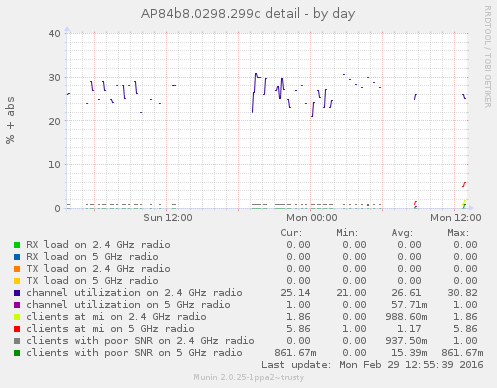 AP84b8.0298.299c detail - by day
RRDTOOL / TOBI OETIKER
% + abs
40
30
20
10
0
Sun 12:00 Mon 00:00 Mon 12:00
Cur: Min: Avg: Max:
RX load on 2.4 GHz radio 0.00 0.00 0.00 0.00
RX load on 5 GHz radio 0.00 0.00 0.00 0.00
TX load on 2.4 GHz radio 0.00 0.00 0.00 0.00
TX load on 5 GHz radio 0.00 0.00 0.00 0.00
channel utilization on 2.4 GHz radio 25.14 21.00 26.61 30.82
channel utilization on 5 GHz radio 1.00 0.00 57.71m 1.00
clients at mi on 2.4 GHz radio 1.86 0.00 988.60m 1.86
clients at mi on 5 GHz radio 5.86 1.00 1.17 5.86
clients with poor SNR on 2.4 GHz radio 0.00 0.00 937.50m 1.00
clients with poor SNR on 5 GHz radio 861.67m 0.00 15.39m 861.67m
Last update: Mon Feb 29 12:55:39 2016
Munin 2.0.25-1ppa2~trusty